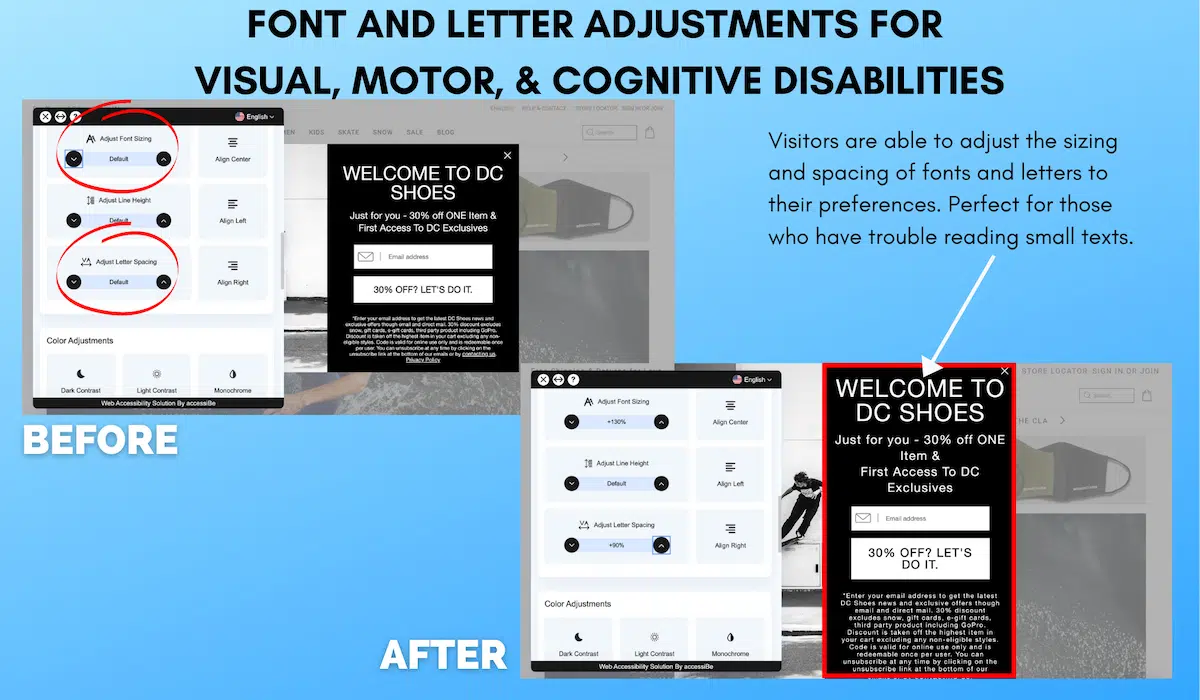 FONT AND LETTER ADJUSTMENTS FOR
VISUAL, MOTOR, & COGNITIVE DISABILITIES
Visitors are able to adjust the sizing
and spacing of fonts and letters to
their preferences. Perfect for those
who have trouble reading small texts.
ENGLISH HELP & CONTACT STORE LOCATOR SIGN IN OR JOIN
KIDS SKATE SNOW SALE BLOG
Search
?
English
Adjust Font Sizing
Default
Align Center
Adjust Line Height
Default
Align Left
Adjust Letter Spacing
Default
Align Right
Color Adjustments
Dark Contrast
Light Contrast
Monochrome
Web Accessibility Solution By accessiBe
WELCOME TO DC
SHOES
Just for you - 30% off ONE Item &
First Access To DC Exclusives
Email address
30% OFF? LET'S DO IT.
*Enter your email address to get the latest DC Shoes news and
exclusive offers though email and direct mail. 30% discount excludes
snow, gift cards, e-gift cards, third party product including GoPro.
Discount is taken off the highest item in your cart excluding any non-
eligible styles. Code is valid for online use only and is redeemable once
per user. You can unsubscribe at any time by clicking on the
unsubscribe link at the bottom of our emails or by contacting us.
Privacy Policy
BEFORE
?
English
Adjust Font Sizing
+130%
Align Center
Adjust Line Height
Default
Align Left
Adjust Letter Spacing
+90%
Align Right
Color Adjustments
Dark Contrast
Light Contrast
Monochrome
Web Accessibility Solution By accessiBe
STORE LOCATOR SIGN IN OR JOIN
Search
THE CLA
WELCOME TO
DC SHOES
Just for you - 30% off ONE
Item &
First Access To DC
Exclusives
Email address
30% OFF? LET'S
DO IT.
*Enter your email address to get the latest
DC Shoes news and exclusive offers though
email and direct mail. 30% discount
excludes snow, gift cards, e-gift cards,
third party product including GoPro.
Discount is taken off the highest item in
your cart excluding any non-eligible styles.
Code is valid for online use only and is
redeemable once per user. You can
unsubscribe at any time by clicking on the
unsubscribe link at the bottom of our
AFTER